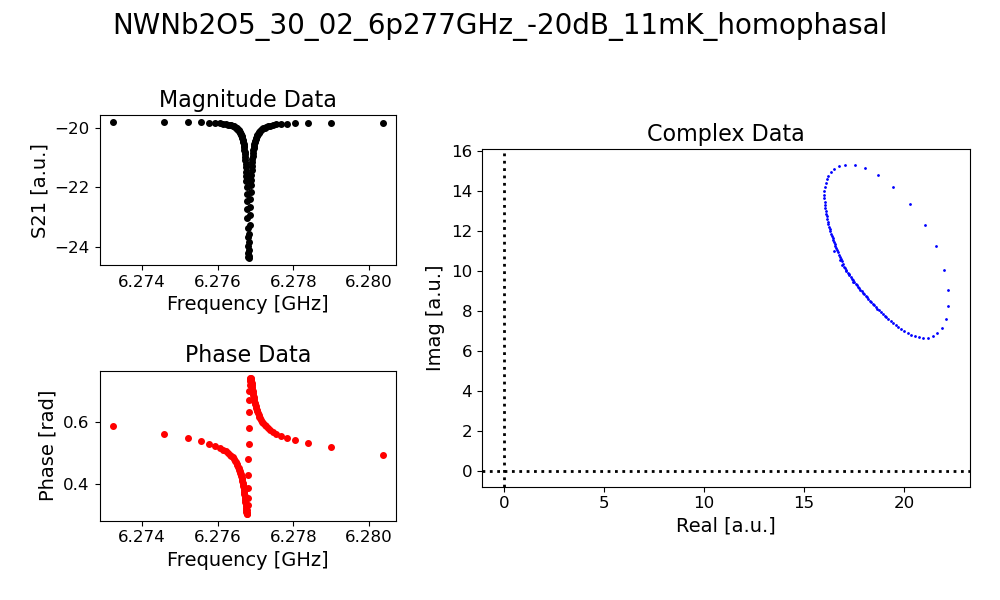 NWNb2O5_30_02_6p277GHz_-20dB_11mK_homophasal
Magnitude Data
S21 [a.u.]
−20
−22
−24
6.274 6.276 6.278 6.280
Frequency [GHz]
Phase Data
Phase [rad]
0.6
0.4
6.274 6.276 6.278 6.280
Frequency [GHz]
Complex Data
Imag [a.u.]
16
14
12
10
8
6
4
2
0
0 5 10 15 20
Real [a.u.]